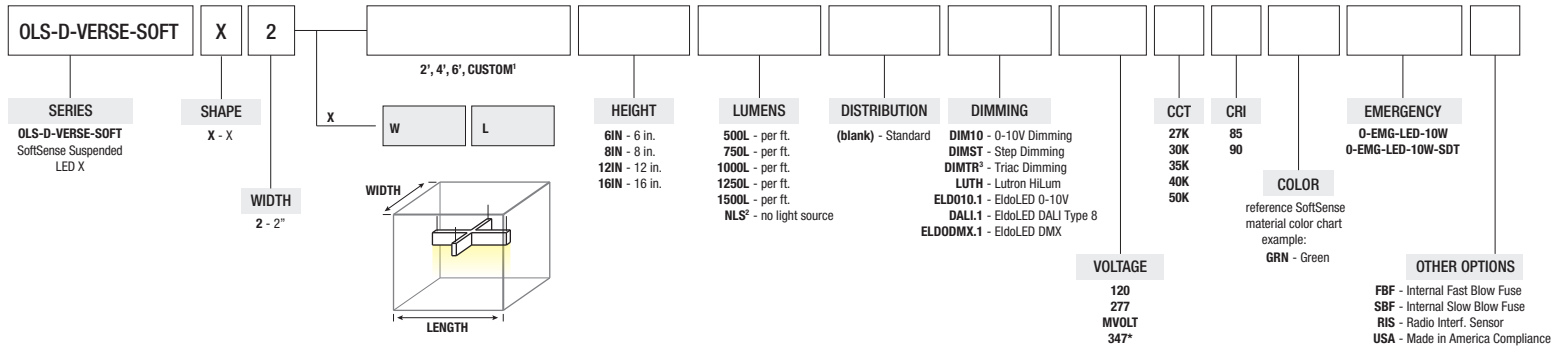 OLS-D-VERSE-SOFT X 2
2', 4', 6', CUSTOM¹
SERIES
OLS-D-VERSE-SOFT
SoftSense Suspended
LED X
SHAPE
X - X
WIDTH
2 - 2"
X
W
L
WIDTH
LENGTH
HEIGHT
6IN - 6 in.
8IN - 8 in.
12IN - 12 in.
16IN - 16 in.
LUMENS
500L - per ft.
750L - per ft.
1000L - per ft.
1250L - per ft.
1500L - per ft.
NLS² - no light source
DISTRIBUTION
(blank) - Standard
DIMMING
DIM10 - 0-10V Dimming
DIMST - Step Dimming
DIMTR³ - Triac Dimming
LUTH - Lutron HiLum
ELDO10.1 - EldoLED 0-10V
DALI.1 - EldoLED DALI Type 8
ELDODMX.1 - EldoLED DMX
VOLTAGE
120
277
MVOLT
347*
CCT
27K
30K
35K
40K
50K
CRI
85
90
COLOR
reference SoftSense
material color chart
example:
GRN - Green
EMERGENCY
O-EMG-LED-10W
O-EMG-LED-10W-SDT
OTHER OPTIONS
FBF - Internal Fast Blow Fuse
SBF - Internal Slow Blow Fuse
RIS - Radio Interf. Sensor
USA - Made in America Compliance